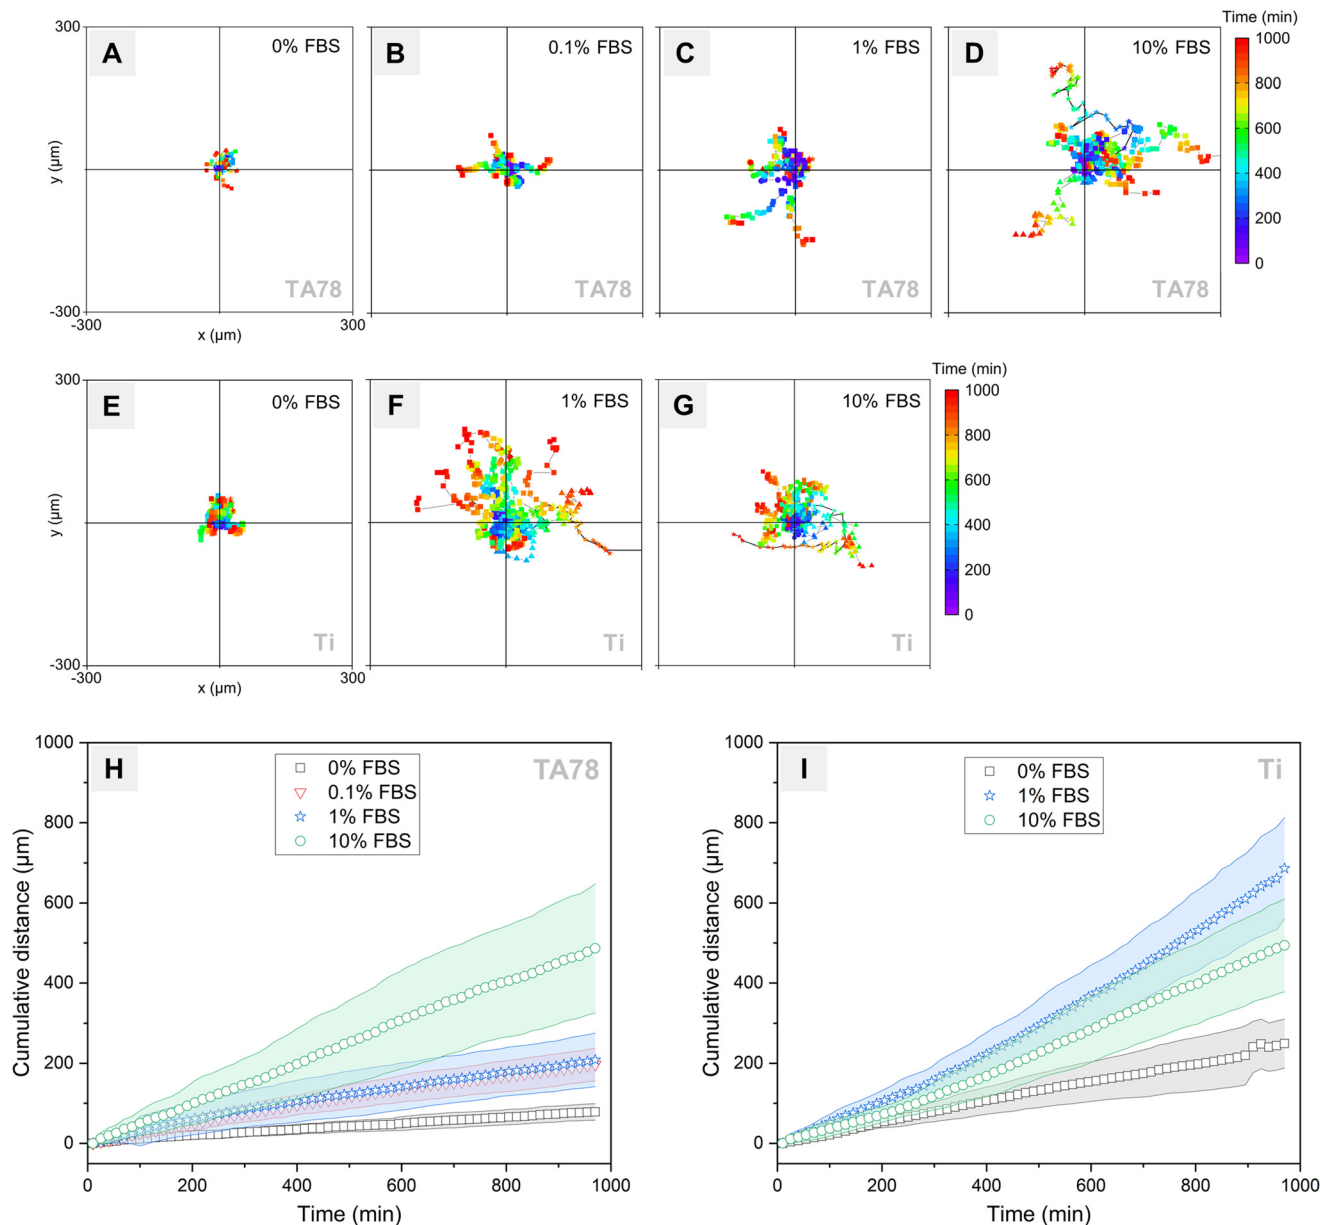 300
A
0% FBS
B
0.1% FBS
C
1% FBS
D
10% FBS
Time (min)
1000
800
600
400
200
0
y (µm)
TA78
TA78
TA78
TA78
-300
-300
x (µm)
300
300
E
0% FBS
F
1% FBS
G
10% FBS
Time (min)
1000
800
600
400
200
0
y (µm)
Ti
Ti
Ti
-300
-300
x (µm)
300
H
TA78
0% FBS
0.1% FBS
1% FBS
10% FBS
Cumulative distance (µm)
1000
800
600
400
200
0
0
200
400
600
800
1000
Time (min)
I
Ti
0% FBS
1% FBS
10% FBS
Cumulative distance (µm)
1000
800
600
400
200
0
0
200
400
600
800
1000
Time (min)